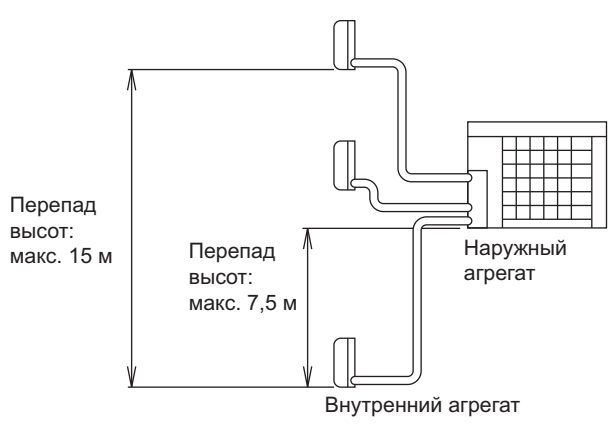 Перепад
высот:
макс. 15 м
Перепад
высот:
макс. 7,5 м
Наружный
агрегат
Внутренний агрегат